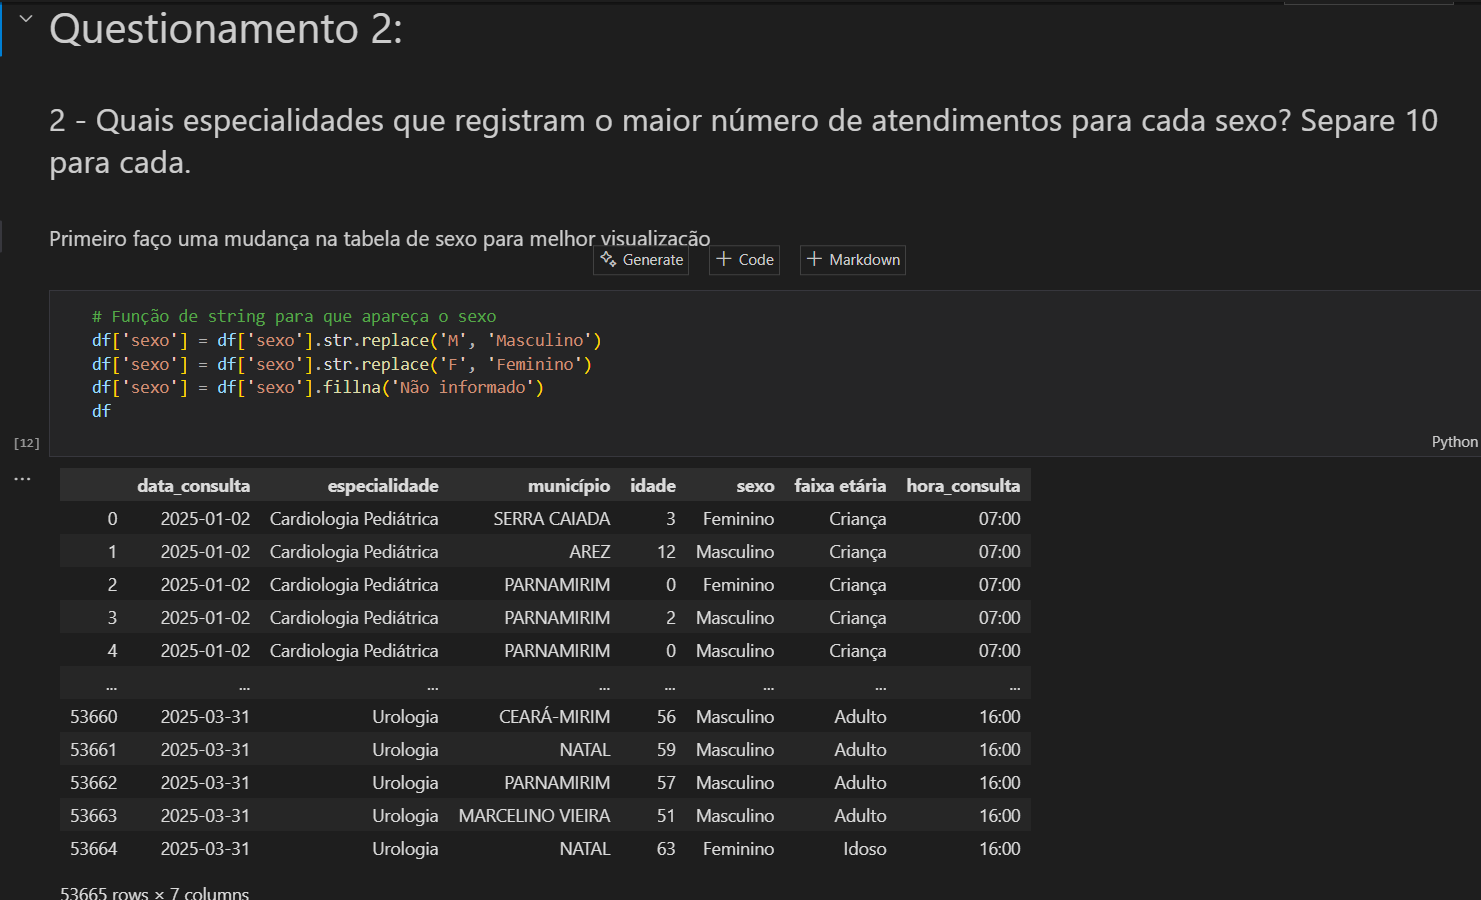 Questionamento 2:
2 - Quais especialidades que registram o maior número de atendimentos para cada sexo? Separe 10
para cada.
Primeiro faço uma mudança na tabela de sexo para melhor visualização
Generate + Code + Markdown
# Função de string para que apareça o sexo
df['sexo'] = df['sexo'].str.replace('M', 'Masculino')
df['sexo'] = df['sexo'].str.replace('F', 'Feminino')
df['sexo'] = df['sexo'].fillna('Não informado')
df
[12] Python
...
data_consulta especialidade município idade sexo faixa etária hora_consulta
0 2025-01-02 Cardiologia Pediátrica SERRA CAIADA 3 Feminino Criança 07:00
1 2025-01-02 Cardiologia Pediátrica AREZ 12 Masculino Criança 07:00
2 2025-01-02 Cardiologia Pediátrica PARNAMIRIM 0 Feminino Criança 07:00
3 2025-01-02 Cardiologia Pediátrica PARNAMIRIM 2 Masculino Criança 07:00
4 2025-01-02 Cardiologia Pediátrica PARNAMIRIM 0 Masculino Criança 07:00
... ... ... ... ... ... ... ...
53660 2025-03-31 Urologia CEARÁ-MIRIM 56 Masculino Adulto 16:00
53661 2025-03-31 Urologia NATAL 59 Masculino Adulto 16:00
53662 2025-03-31 Urologia PARNAMIRIM 57 Masculino Adulto 16:00
53663 2025-03-31 Urologia MARCELINO VIEIRA 51 Masculino Adulto 16:00
53664 2025-03-31 Urologia NATAL 63 Feminino Idoso 16:00
53665 rows × 7 columns